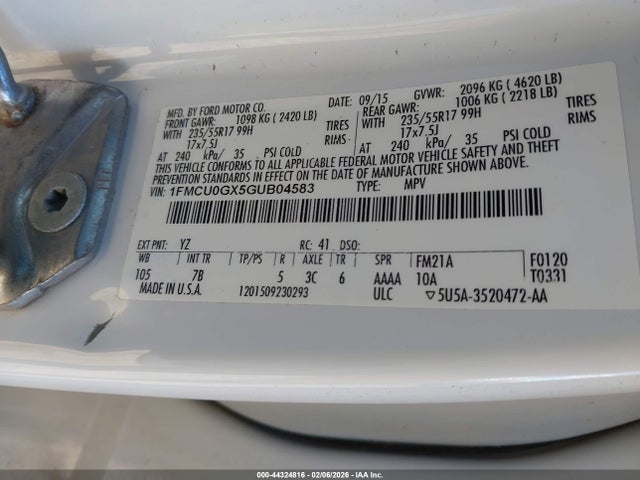 MFD. BY FORD MOTOR CO.
DATE: 09/15 GVWR: 2096 KG ( 4620 LB)
FRONT GAWR: 1098 KG ( 2420 LB) REAR GAWR: 1006 KG ( 2218 LB)
WITH 235/55R17 99H TIRES WITH 235/55R17 99H TIRES
17x7.5J RIMS 17x7.5J RIMS
AT 240 kPa/ 35 PSI COLD AT 240 kPa/ 35 PSI COLD
THIS VEHICLE CONFORMS TO ALL APPLICABLE FEDERAL MOTOR VEHICLE SAFETY AND THEFT
PREVENTION STANDARDS IN EFFECT ON THE DATE OF MANUFACTURE SHOWN ABOVE.
VIN: 1FMCU0GX5GUB04583 TYPE: MPV
EXT PNT: YZ RC: 41 DSO: FM21A F0120
WB INT TR TP/PS R AXLE TR SPR 10A T0331
105 7B 5 3C 6 AAAA
MADE IN U.S.A. 1201509230293 ULC ▽5U5A-3520472-AA
000-44324816 - 02/06/2026 - IAA Inc.